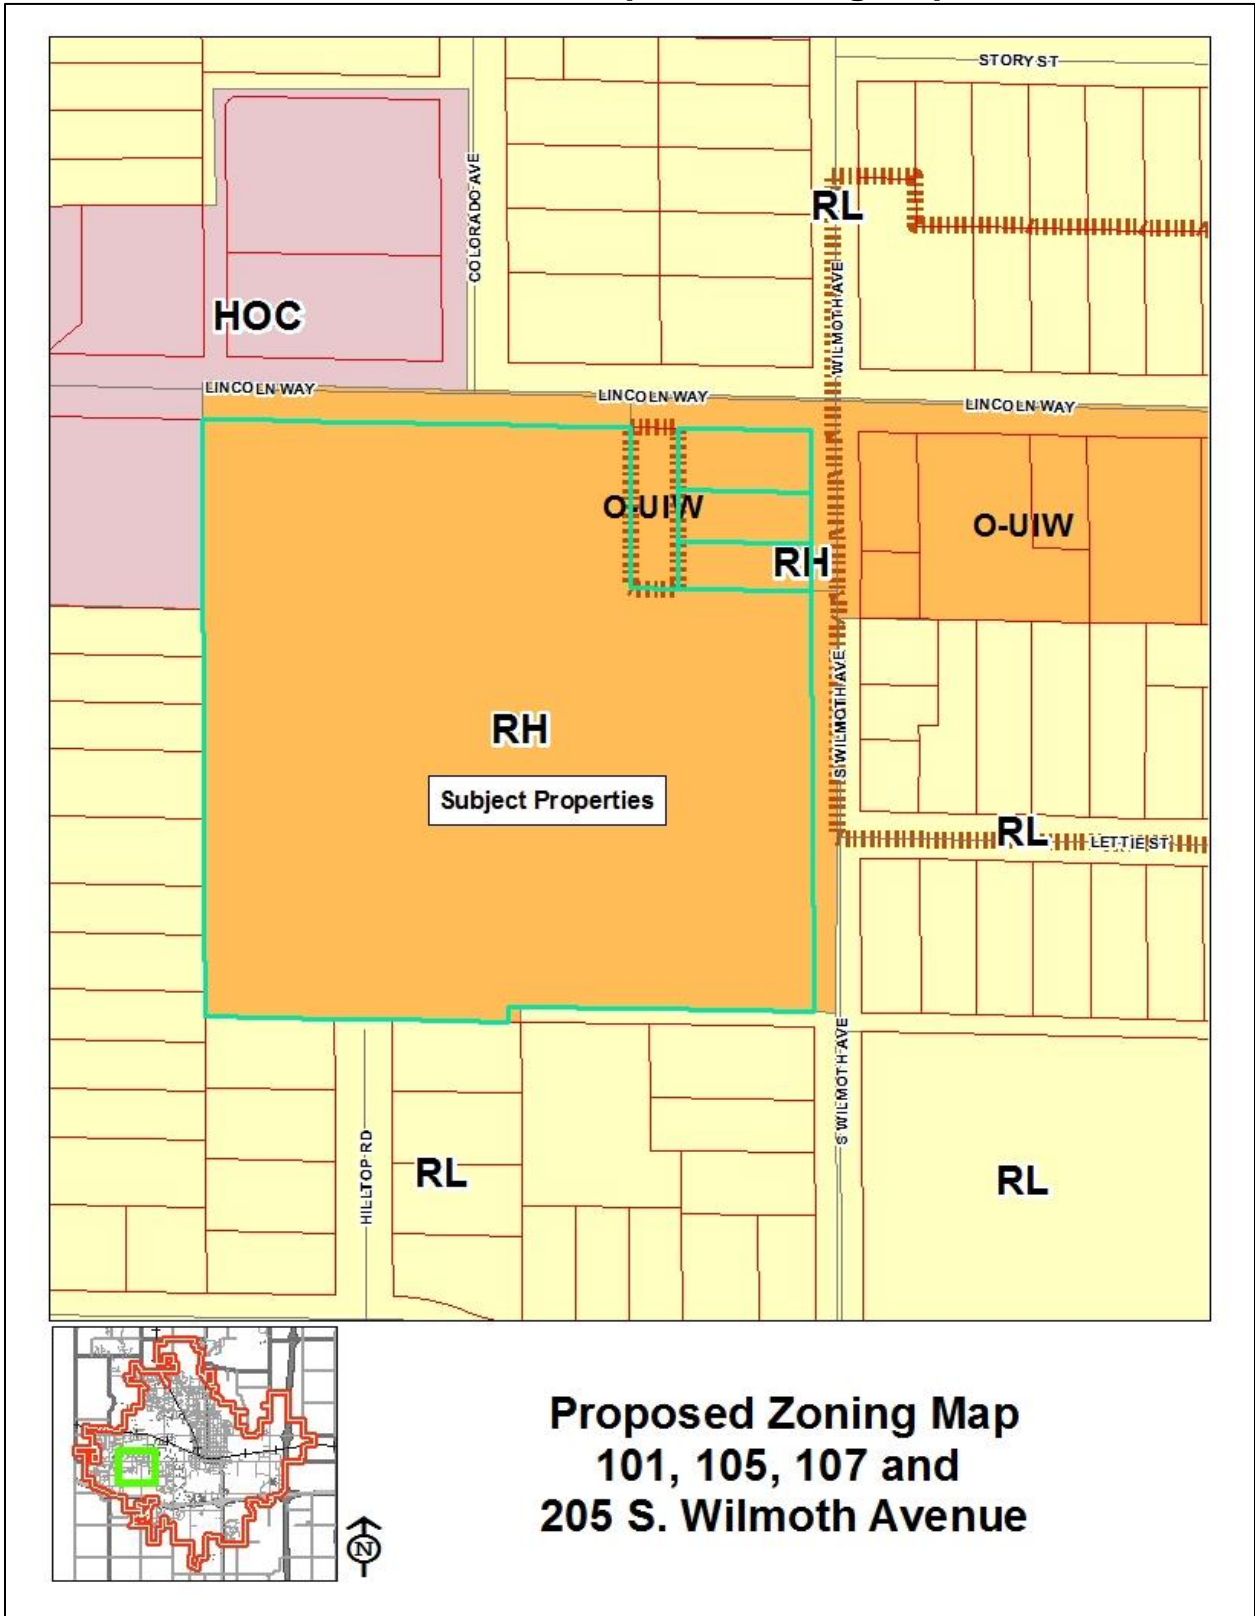 STORY ST
COLORADO AVE
RL
WILMOTH AVE
HOC
LINCOLN WAY
LINCOLN WAY
LINCOLN WAY
O-UIW
O-UIW
RH
S WILMOTH AVE
RH
Subject Properties
RL
LETTIE ST
S WILMOTH AVE
HILLTOP RD
RL
RL
Proposed Zoning Map
101, 105, 107 and
205 S. Wilmoth Avenue
N